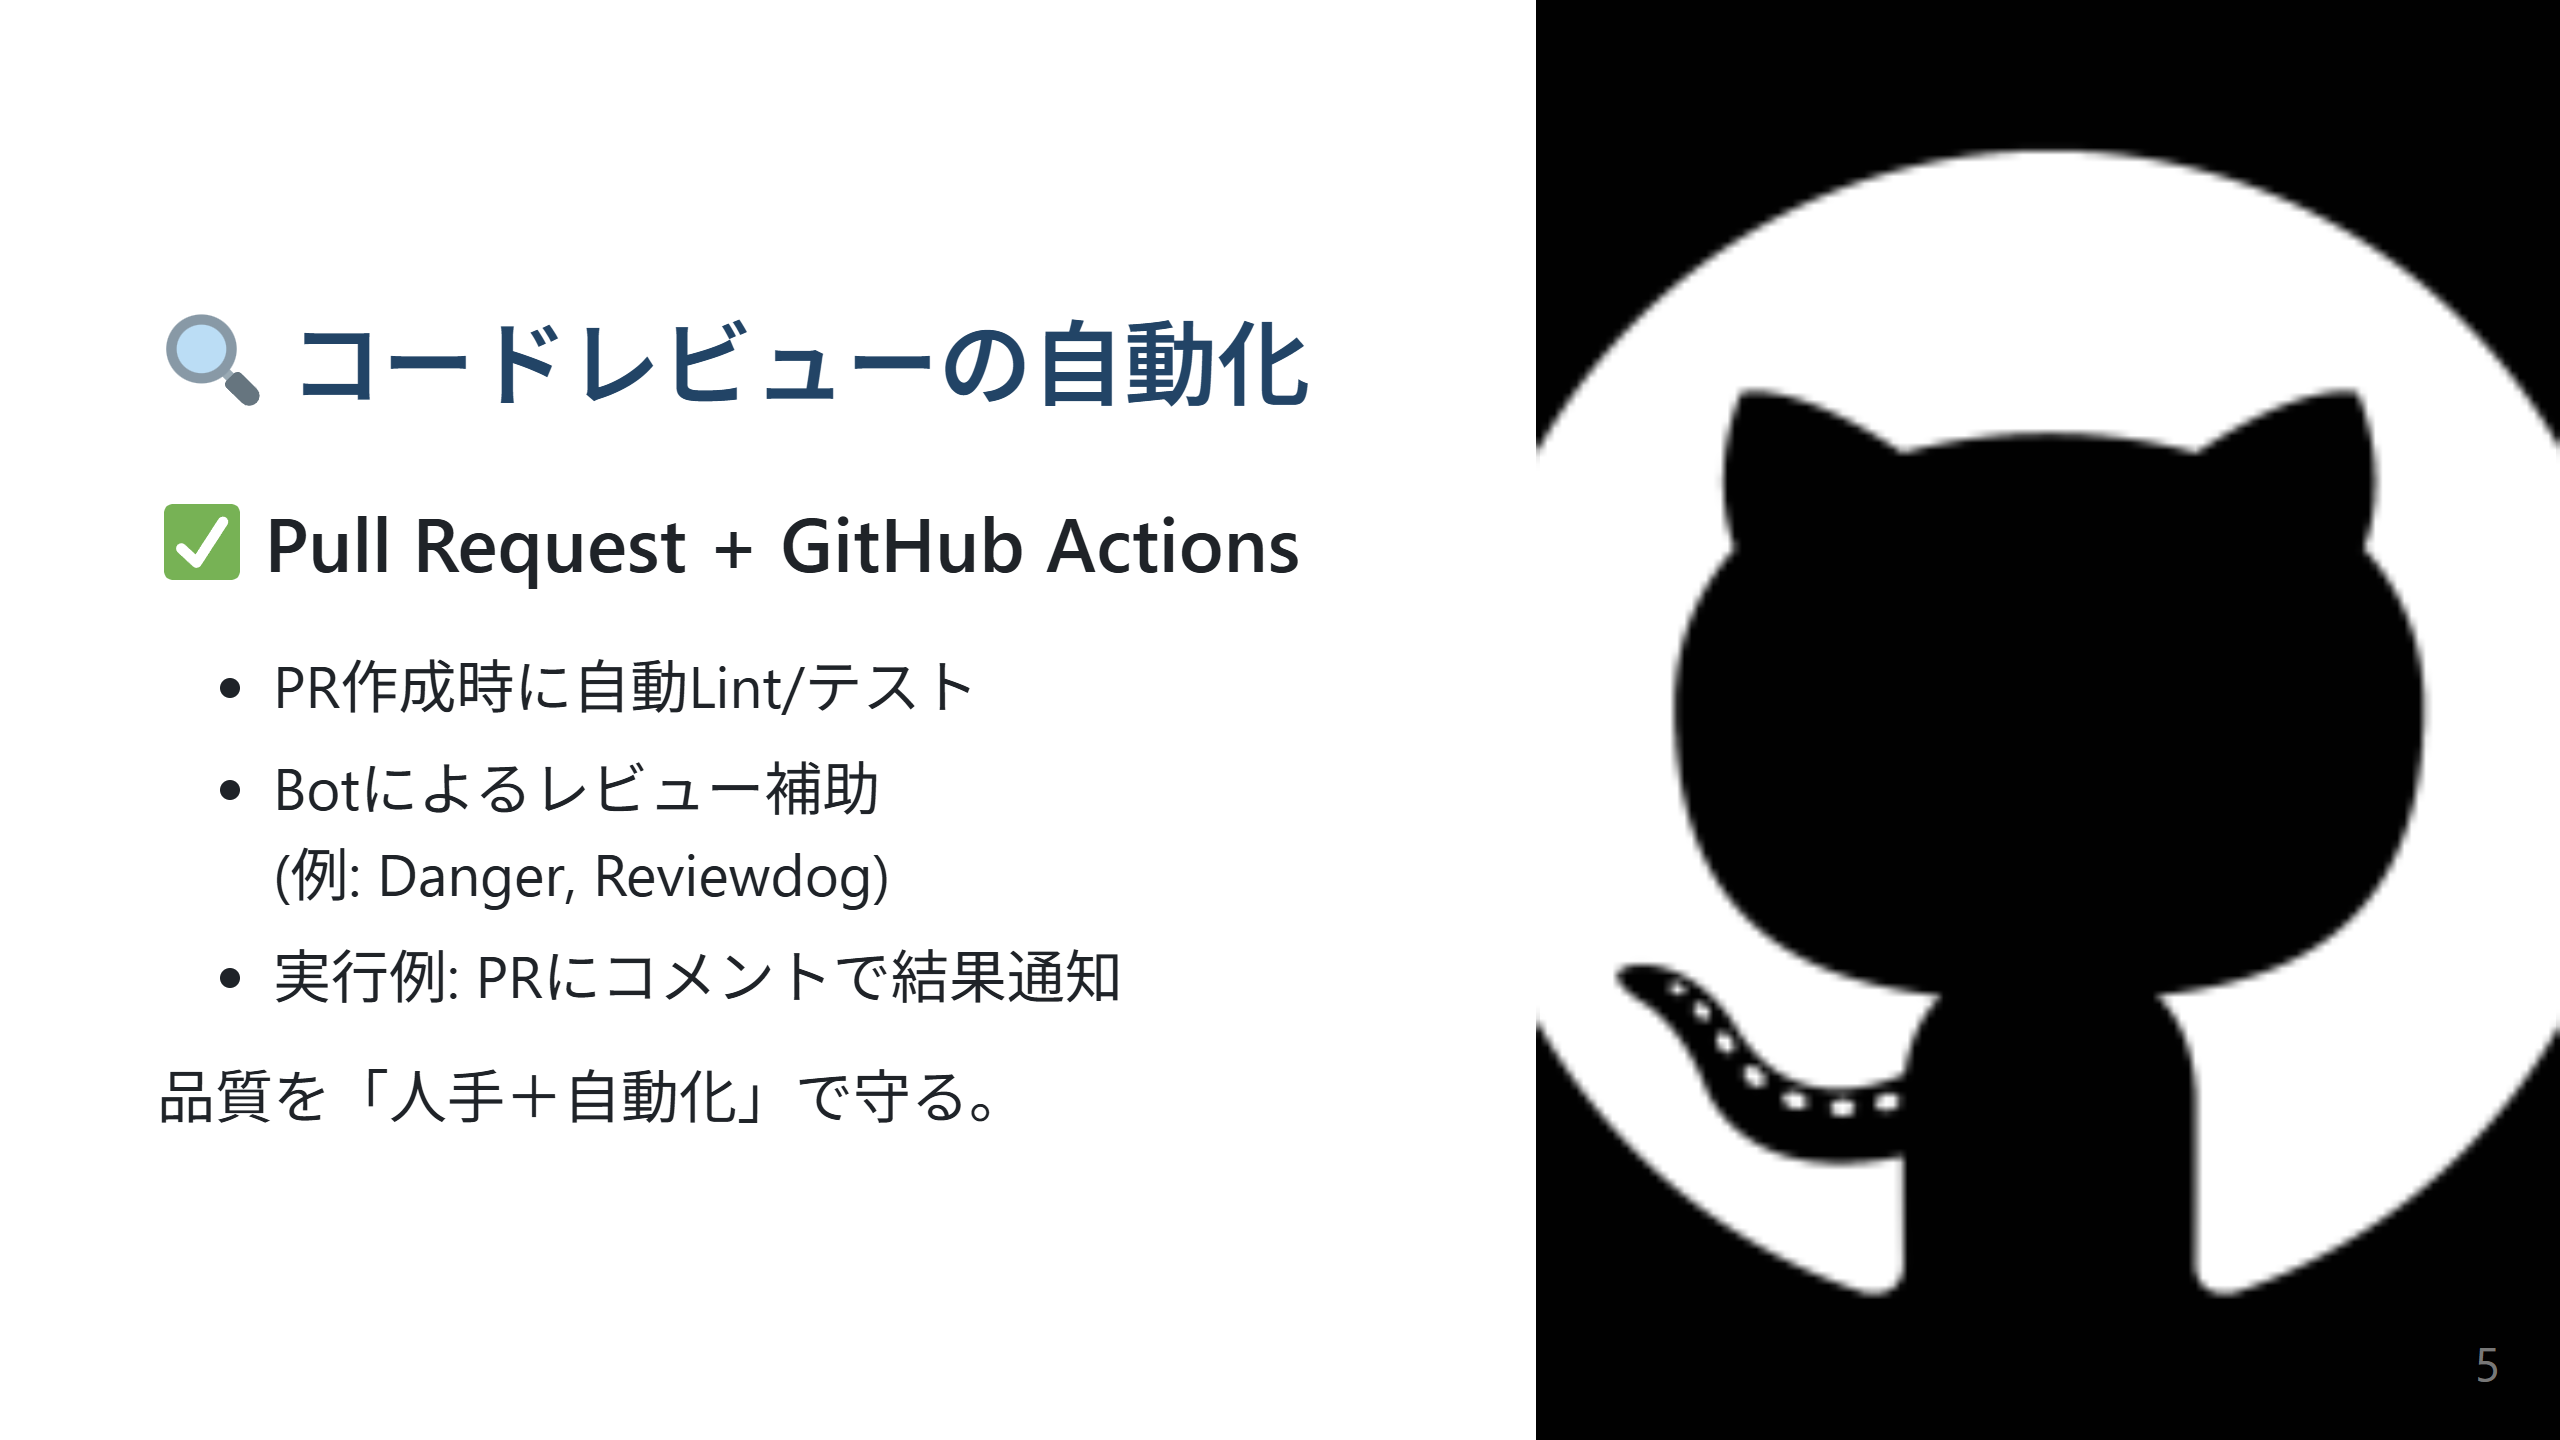 🔍 コードレビューの自動化
✅ Pull Request + GitHub Actions
• PR作成時に自動Lint/テスト
• Botによるレビュー補助
(例: Danger, Reviewdog)
• 実行例: PRにコメントで結果通知
品質を「人手＋自動化」で守る。
5